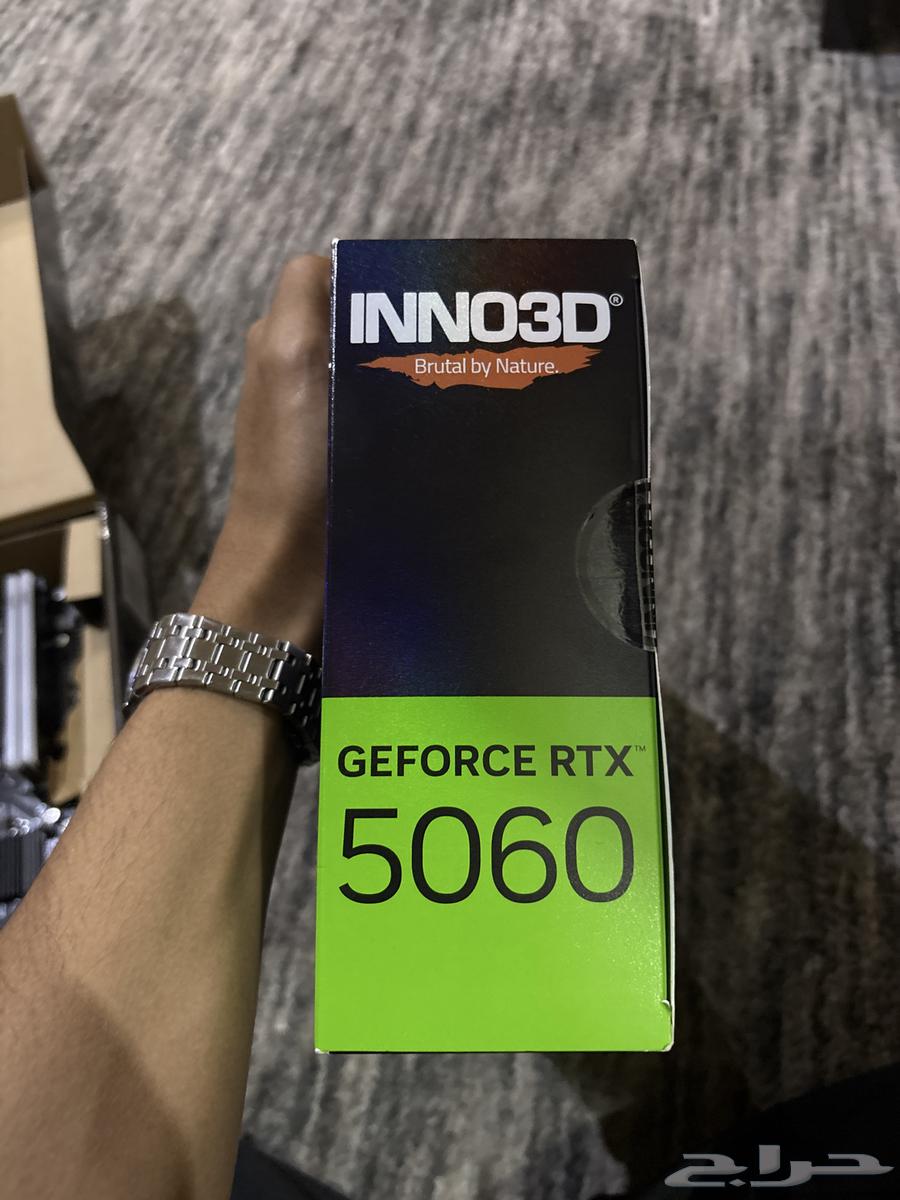 INNO3D®
Brutal by Nature.
GEFORCE RTX™
5060
حراج